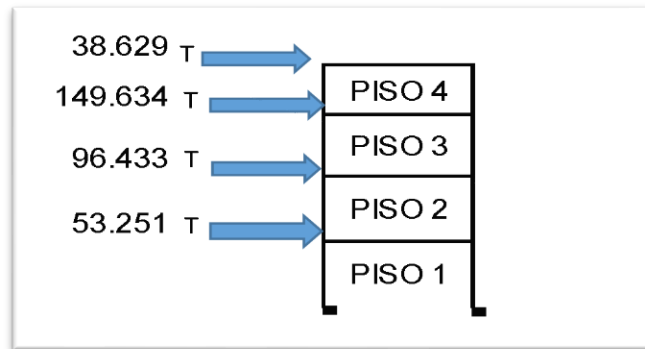 38.629 T
PISO 4
149.634 T
PISO 3
96.433 T
PISO 2
53.251 T
PISO 1